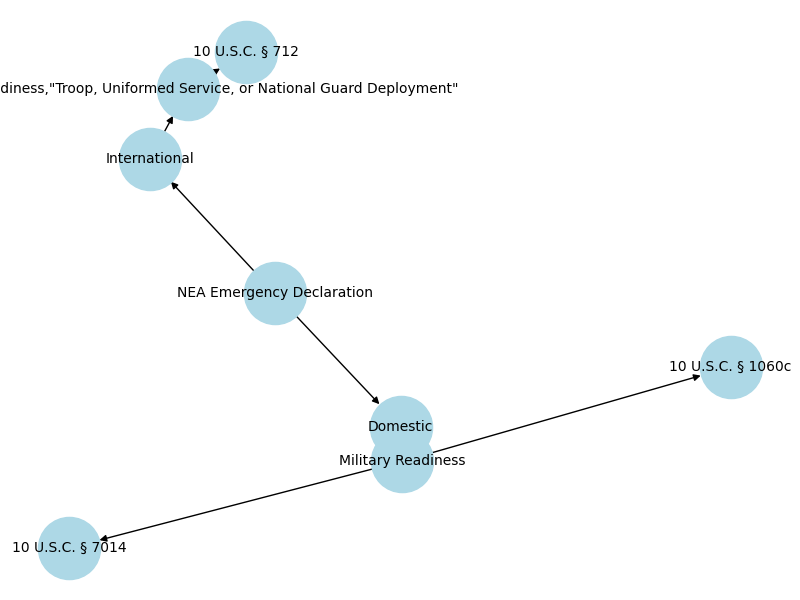 10 U.S.C. § 712
diness,"Troop, Uniformed Service, or National Guard Deployment"
International
NEA Emergency Declaration
10 U.S.C. § 1060c
Domestic
Military Readiness
10 U.S.C. § 7014